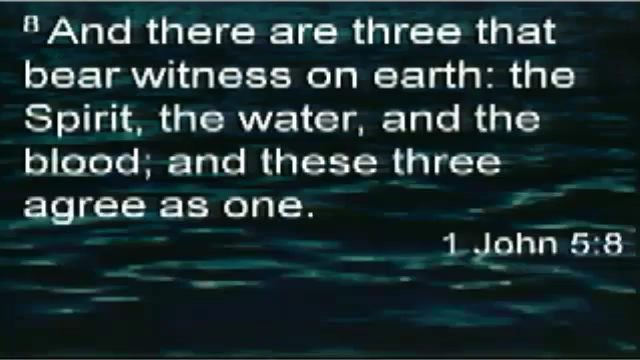 ⁸ And there are three that
bear witness on earth: the
Spirit, the water, and the
blood; and these three
agree as one.
1 John 5:8